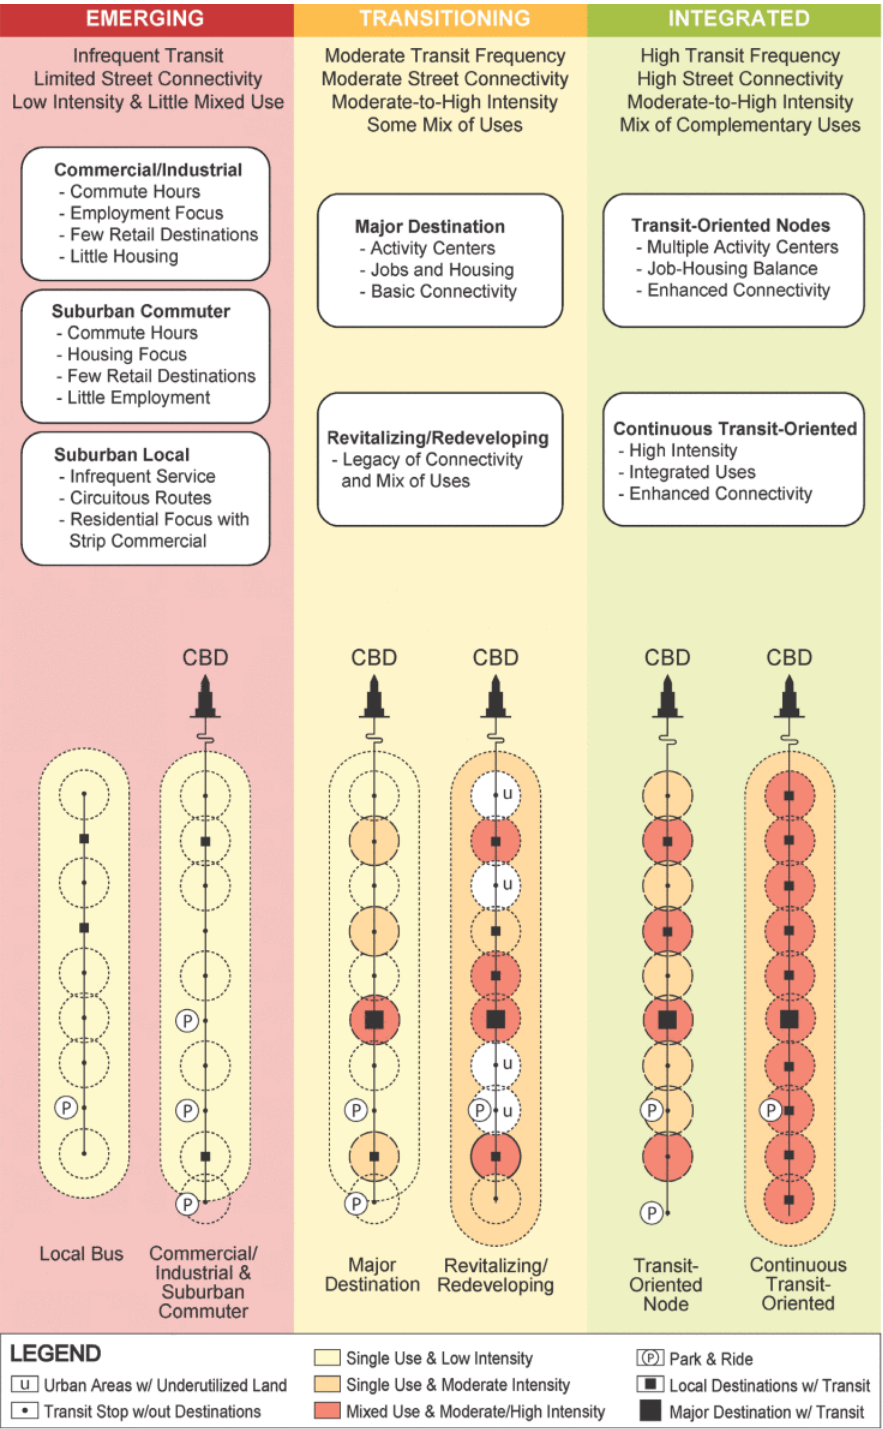 EMERGING
TRANSITIONING
INTEGRATED
Infrequent Transit
Limited Street Connectivity
Low Intensity & Little Mixed Use
Moderate Transit Frequency
Moderate Street Connectivity
Moderate-to-High Intensity
Some Mix of Uses
High Transit Frequency
High Street Connectivity
Moderate-to-High Intensity
Mix of Complementary Uses
Commercial/Industrial
- Commute Hours
- Employment Focus
- Few Retail Destinations
- Little Housing
Suburban Commuter
- Commute Hours
- Housing Focus
- Few Retail Destinations
- Little Employment
Suburban Local
- Infrequent Service
- Circuitous Routes
- Residential Focus with
Strip Commercial
Major Destination
- Activity Centers
- Jobs and Housing
- Basic Connectivity
Revitalizing/Redeveloping
- Legacy of Connectivity
and Mix of Uses
Transit-Oriented Nodes
- Multiple Activity Centers
- Job-Housing Balance
- Enhanced Connectivity
Continuous Transit-Oriented
- High Intensity
- Integrated Uses
- Enhanced Connectivity
CBD
CBD
CBD
CBD
CBD
u
u
P
u
P
P
P
P
u
P
P
P
P
P
Local Bus
Commercial/
Industrial &
Suburban
Commuter
Major
Destination
Revitalizing/
Redeveloping
Transit-
Oriented
Node
Continuous
Transit-
Oriented
LEGEND
u Urban Areas w/ Underutilized Land
Transit Stop w/out Destinations
Single Use & Low Intensity
Single Use & Moderate Intensity
Mixed Use & Moderate/High Intensity
P Park & Ride
Local Destinations w/ Transit
Major Destination w/ Transit